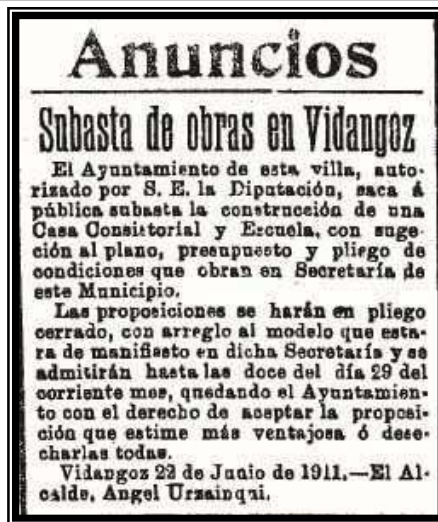 Anuncios
Subasta de obras en Vidangoz
El Ayuntamiento de esta villa, auto-
rizado por S. E. la Diputación, saca á
pública subasta la construcción de una
Casa Consistorial y Escuela, con suge-
ción al plano, presupuesto y pliego de
condiciones que obran en Secretaría de
este Municipio.
Las proposiciones se harán en pliego
cerrado, con arreglo al modelo que esta-
ra de manifiesto en dicha Secretaría y se
admitirán hasta las doce del día 29 del
corriente mes, quedando el Ayuntamien-
to con el derecho de aceptar la proposi-
ción que estime más ventajosa ó dese-
charlas todas.
Vidangoz 22 de Junio de 1911.—El Al-
calde, Angel Urzainqui.